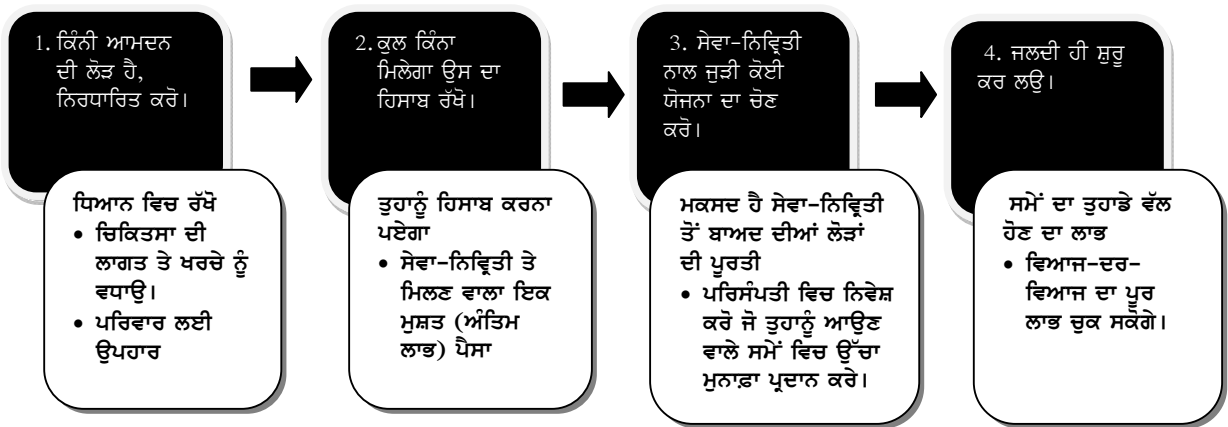 1. ਕਿੰਨੀ ਆਮਦਨ
ਦੀ ਲੋੜ ਹੈ,
ਨਿਰਧਾਰਿਤ ਕਰੋ।
ਧਿਆਨ ਵਿਚ ਰੱਖੋ
• ਚਿਕਿਤਸਾ ਦੀ
ਲਾਗਤ ਤੇ ਖਰਚੇ ਨੂੰ
ਵਧਾਉ।
• ਪਰਿਵਾਰ ਲਈ
ਉਪਹਾਰ
2. ਕੁਲ ਕਿੰਨਾ
ਮਿਲੇਗਾ ਉਸ ਦਾ
ਹਿਸਾਬ ਰੱਖੋ।
ਤੁਹਾਨੂੰ ਹਿਸਾਬ ਕਰਨਾ
ਪਏਗਾ
• ਸੇਵਾ-ਨਿਵ੍ਰਿਤੀ ਤੇ
ਮਿਲਣ ਵਾਲਾ ਇਕ
ਮੁਸ਼ਤ (ਅੰਤਿਮ
ਲਾਭ) ਪੈਸਾ
3. ਸੇਵਾ-ਨਿਵ੍ਰਿਤੀ
ਨਾਲ ਜੁੜੀ ਕੋਈ
ਯੋਜਨਾ ਦਾ ਚੋਣ
ਕਰੋ।
ਮਕਸਦ ਹੈ ਸੇਵਾ-ਨਿਵ੍ਰਿਤੀ
ਤੋਂ ਬਾਅਦ ਦੀਆਂ ਲੋੜਾਂ
ਦੀ ਪੂਰਤੀ
• ਪਰਿਸੰਪਤੀ ਵਿਚ ਨਿਵੇਸ਼
ਕਰੋ ਜੋ ਤੁਹਾਨੂੰ ਆਉਣ
ਵਾਲੇ ਸਮੇਂ ਵਿਚ ਉੱਚਾ
ਮੁਨਾਫ਼ਾ ਪ੍ਰਦਾਨ ਕਰੇ।
4. ਜਲਦੀ ਹੀ ਸ਼ੁਰੂ
ਕਰ ਲਉ।
ਸਮੇਂ ਦਾ ਤੁਹਾਡੇ ਵੱਲ
ਹੋਣ ਦਾ ਲਾਭ
• ਵਿਆਜ-ਦਰ-
ਵਿਆਜ ਦਾ ਪੂਰ
ਲਾਭ ਚੁਕ ਸਕੋਗੇ।